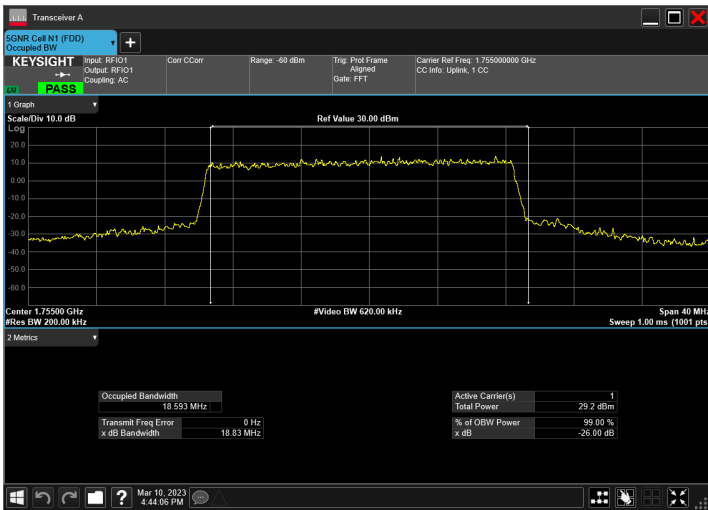 Transceiver A
5GNR Cell N1 (FDD)
Occupied BW
KEYSIGHT
Input: RFIO1
Output: RFIO1
Coupling: AC
Corr CCorr
Range: -60 dBm
Trig: Prot Frame
Aligned
Gate: FFT
Carrier Ref Freq: 1.755000000 GHz
CC Info: Uplink, 1 CC
PASS
1 Graph
Scale/Div 10.0 dB
Ref Value 30.00 dBm
Log
20.0
10.0
0.00
-10.0
-20.0
-30.0
-40.0
-50.0
-60.0
Center 1.75500 GHz
#Video BW 620.00 kHz
Span 40 MHz
#Res BW 200.00 kHz
Sweep 1.00 ms (1001 pts
2 Metrics
Occupied Bandwidth
18.593 MHz
Active Carrier(s) 1
Total Power 29.2 dBm
Transmit Freq Error 0 Hz
x dB Bandwidth 18.83 MHz
% of OBW Power 99.00 %
x dB -26.00 dB
Mar 10, 2023
4:44:06 PM